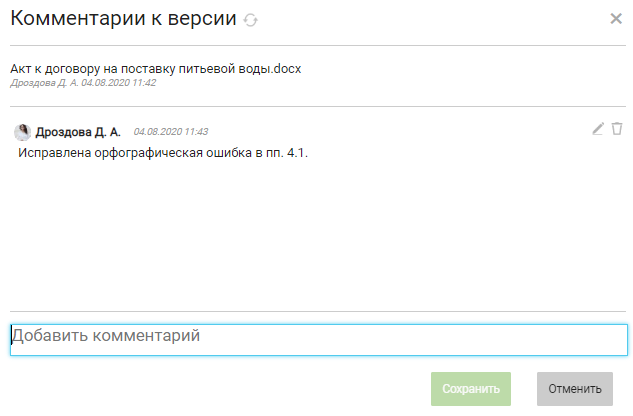 Комментарии к версии
Акт к договору на поставку питьевой воды.docx
Дроздова Д. А. 04.08.2020 11:42
Дроздова Д. А. 04.08.2020 11:43
Исправлена орфографическая ошибка в пп. 4.1.
Добавить комментарий
Сохранить Отменить